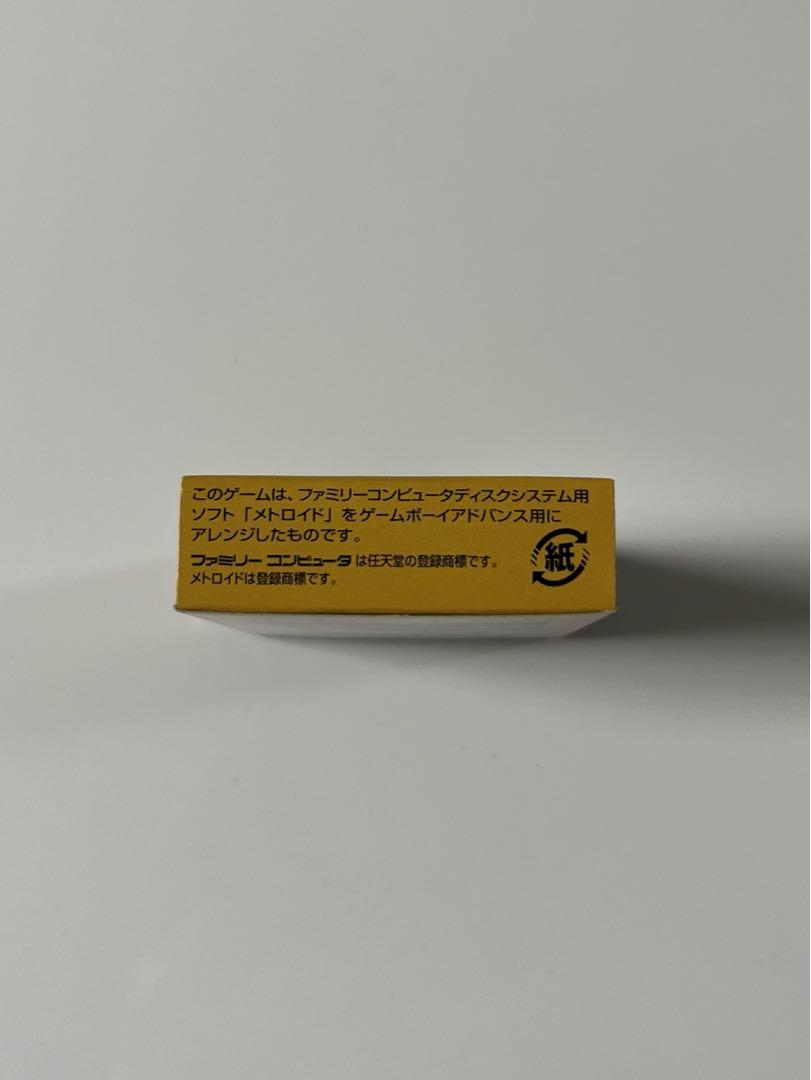 このゲームは、ファミリーコンピュータディスクシステム用
ソフト「メトロイド」をゲームボーイアドバンス用に
アレンジしたものです。
ファミリー コンピュータ は任天堂の登録商標です。
メトロイドは登録商標です。
紙